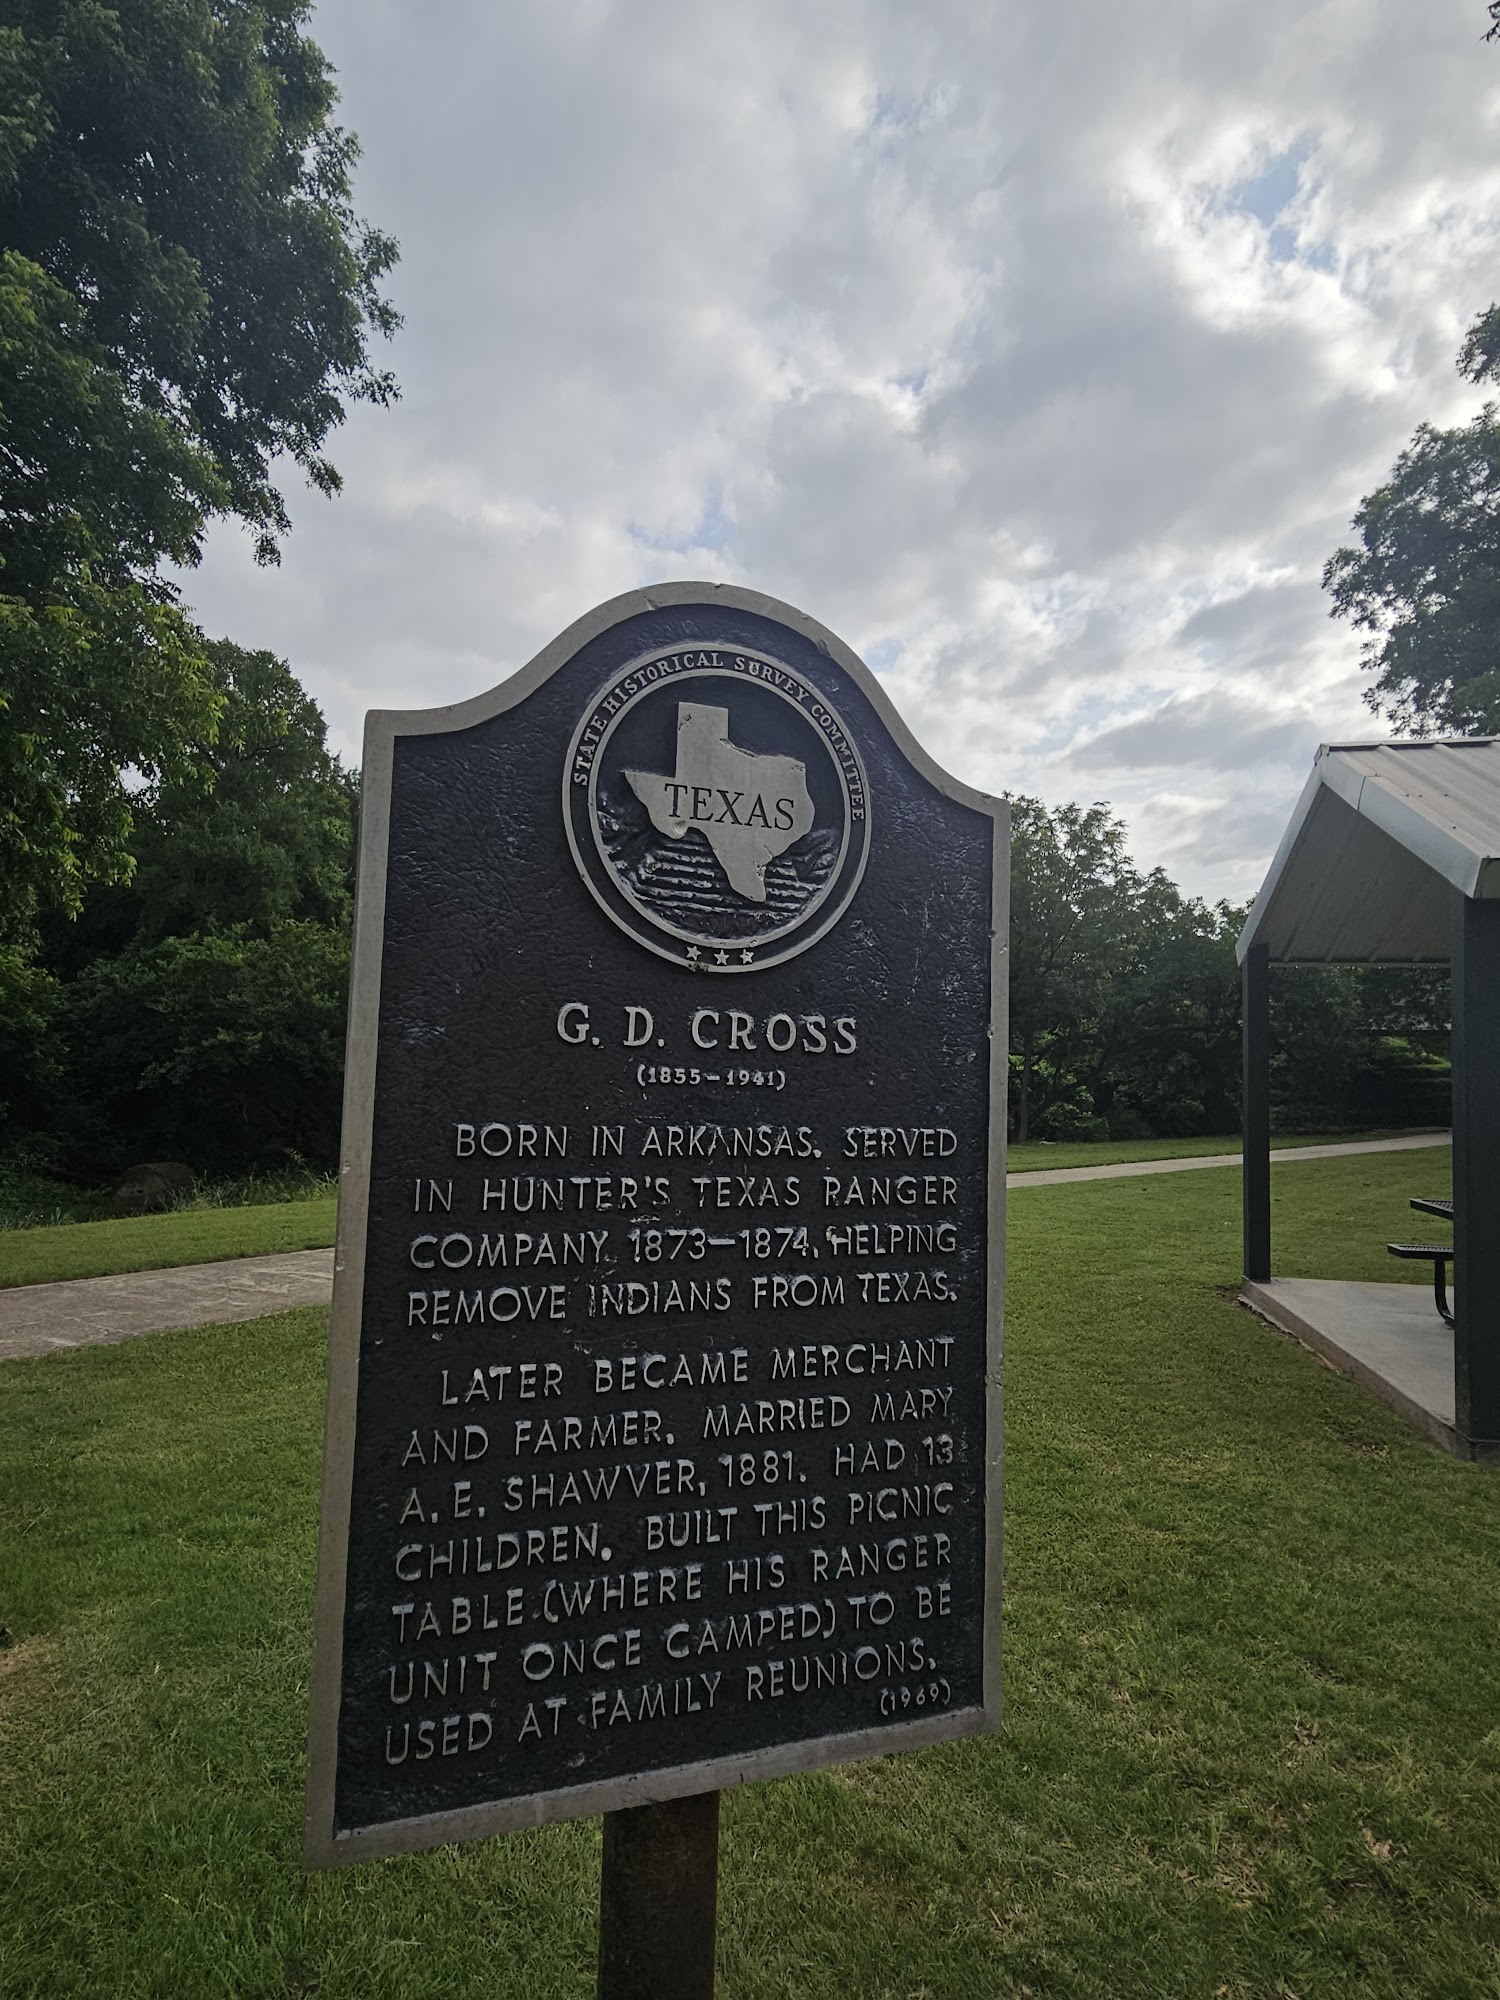 STATE HISTORICAL SURVEY COMMITTEE
TEXAS
G. D. CROSS
(1855-1941)
BORN IN ARKANSAS. SERVED
IN HUNTER'S TEXAS RANGER
COMPANY 1873-1874, HELPING
REMOVE INDIANS FROM TEXAS.
LATER BECAME MERCHANT
AND FARMER. MARRIED MARY
A. E. SHAWVER, 1881. HAD 13
CHILDREN. BUILT THIS PICNIC
TABLE (WHERE HIS RANGER
UNIT ONCE CAMPED) TO BE
USED AT FAMILY REUNIONS.
(1969)